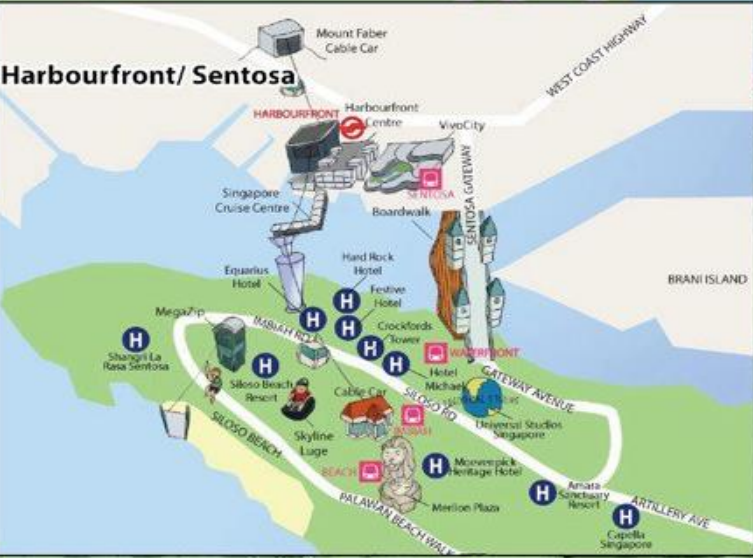 Mount Faber
Cable Car
WEST COAST HIGHWAY
Harbourfront/ Sentosa
HARBOURFRONT
Harbourfront
Centre
VivoCity
SENTOSA GATEWAY
SENTOSA
Singapore
Cruise Centre
Boardwalk
Hard Rock
Hotel
Equarius
Hotel
BRANI ISLAND
Festive
Hotel
MegaZip
IMBIAH RD
Crockfords
Tower
H
H
H
H
H
H
H
WATERFRONT
Shangri La
Rasa Sentosa
Hotel
Michael
GATEWAY AVENUE
Siloso Beach
Resort
Cable Car
SILOSO RD
Universal Studios
Singapore
IMBIAH
SILOSO BEACH
Skyline
Luge
BEACH
H
Moevenpick
Heritage Hotel
H
Amara
Sanctuary
Resort
ARTILLERY AVE
PALAWAN BEACH WALK
Merlion Plaza
H
Capella
Singapore